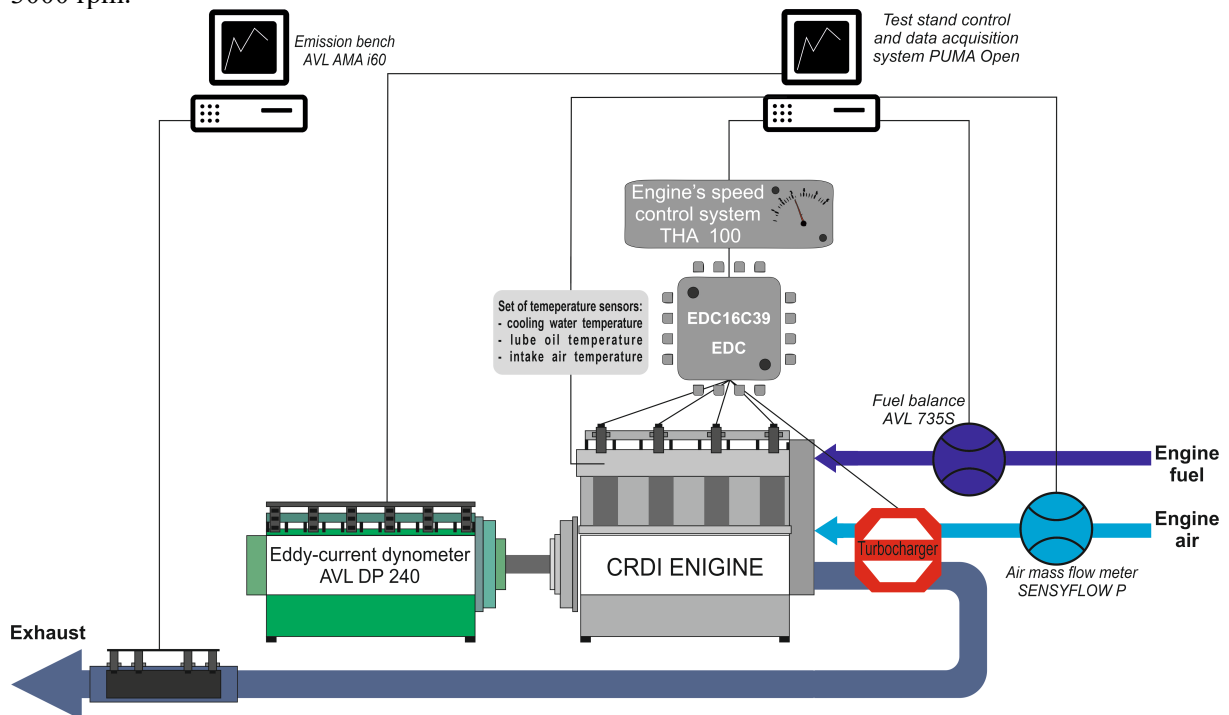 5000 rpm.
Emission bench
AVL AMA i60
Test stand control
and data acquisition
system PUMA Open
Engine's speed
control system
THA 100
Set of temeperature sensors:
- cooling water temperature
- lube oil temperature
- intake air temperature
EDC16C39
EDC
Fuel balance
AVL 735S
Engine
fuel
Engine
air
Turbocharger
Eddy-current dynometer
AVL DP 240
CRDI ENIGINE
Air mass flow meter
SENSYFLOW P
Exhaust